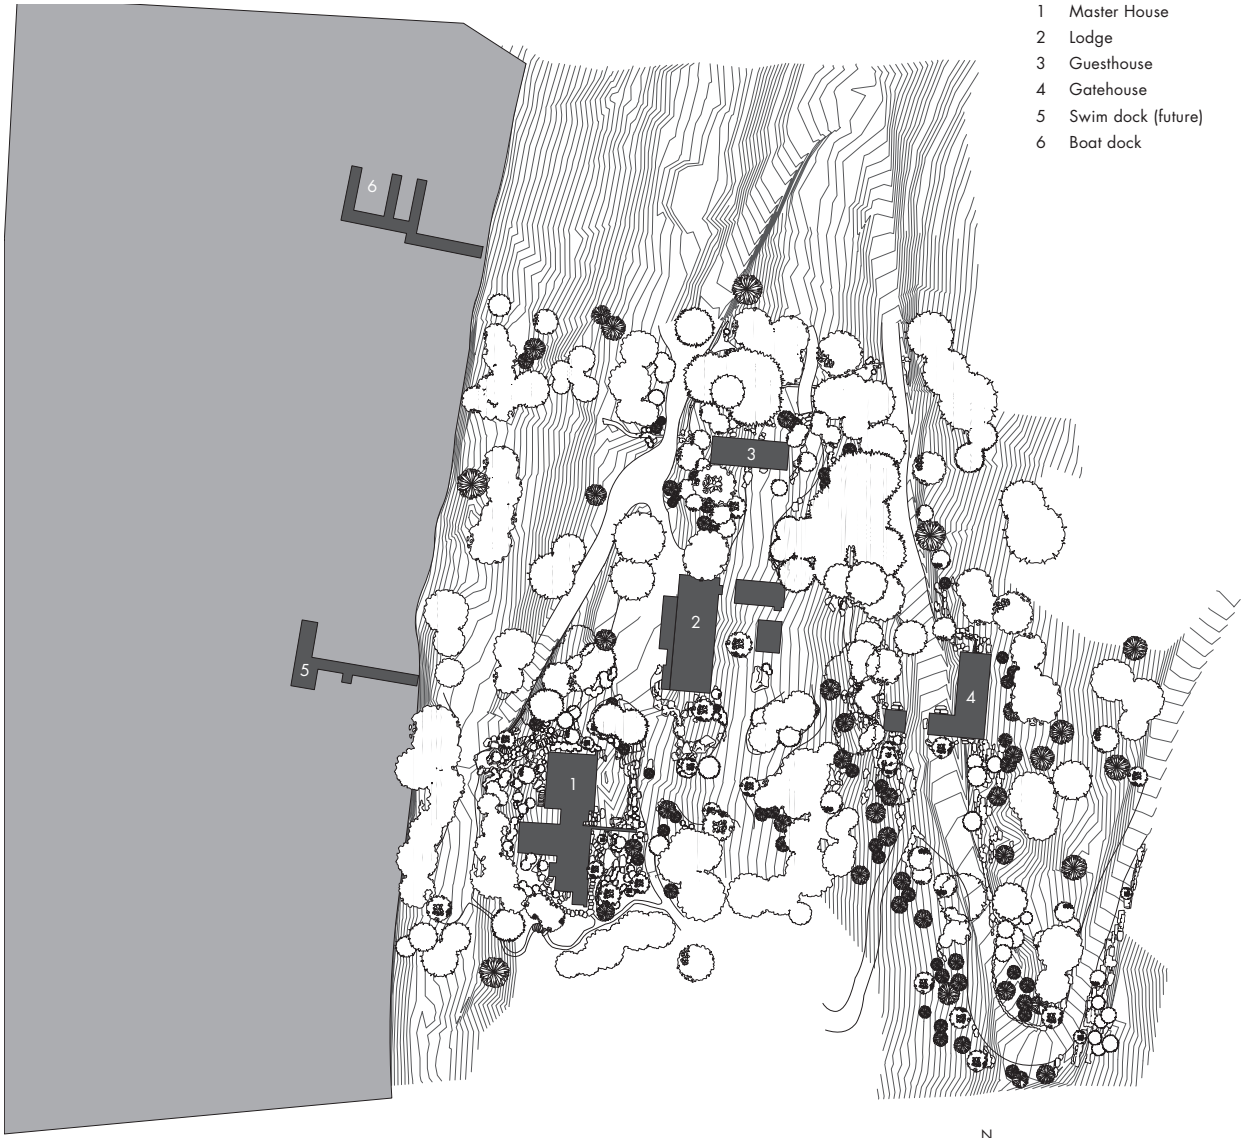 1 Master House
2 Lodge
3 Guesthouse
4 Gatehouse
5 Swim dock (future)
6 Boat dock
6
3
2
5
4
1
N